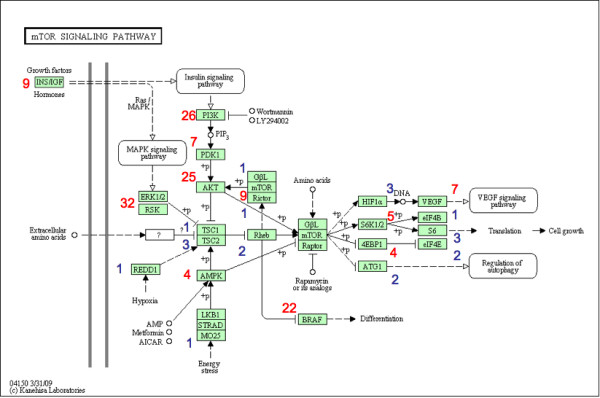 mTOR SIGNALING PATHWAY
Growth factors
9 INS/IGF
Hormones
Insulin signaling
pathway
Ras /
MAPK
MAPK signaling
pathway
26 PI3K
Wortmannin
LY294002
PIP3
7
PDK1
+p
25
AKT
+p
1
GβL
mTOR
Rictor
9
+p
1
Amino acids
3
DNA
HIF1α
VEGF
7
VEGF signaling
pathway
ERK1/2
32
RSK
+p
+p
Extracellular
amino acids
?
?
1
TSC1
TSC2
3
Rheb
2
GβL
mTOR
Raptor
+p
+p
+p
+p
S6K1/2
5
+p
+p
eIF4B
1
S6
3
Translation
Cell growth
4EBP1
4
eIF4E
2
ATG1
2
Regulation of
autophagy
1
REDD1
Hypoxia
+p
4
AMPK
+p
+p
Rapamycin
or its analogs
AMP
Metformin
AICAR
LKB1
STRAD
MO25
1
Energy
stress
22
BRAF
Differentiation
04150 3/31/09
(c) Kanehisa Laboratories